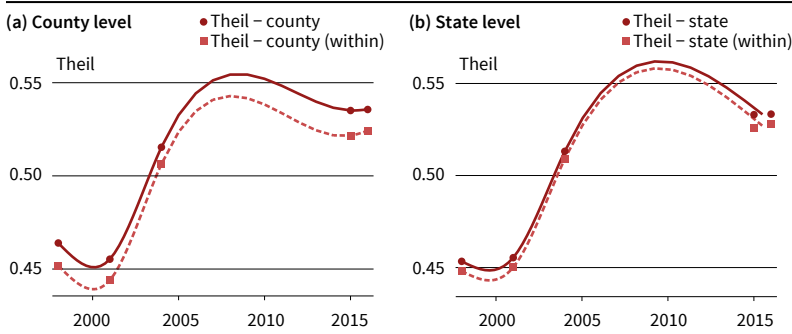 (a) County level
Theil – county
Theil – county (within)
Theil
0.55
0.50
0.45
2000 2005 2010 2015
(b) State level
Theil – state
Theil – state (within)
Theil
0.55
0.50
0.45
2000 2005 2010 2015